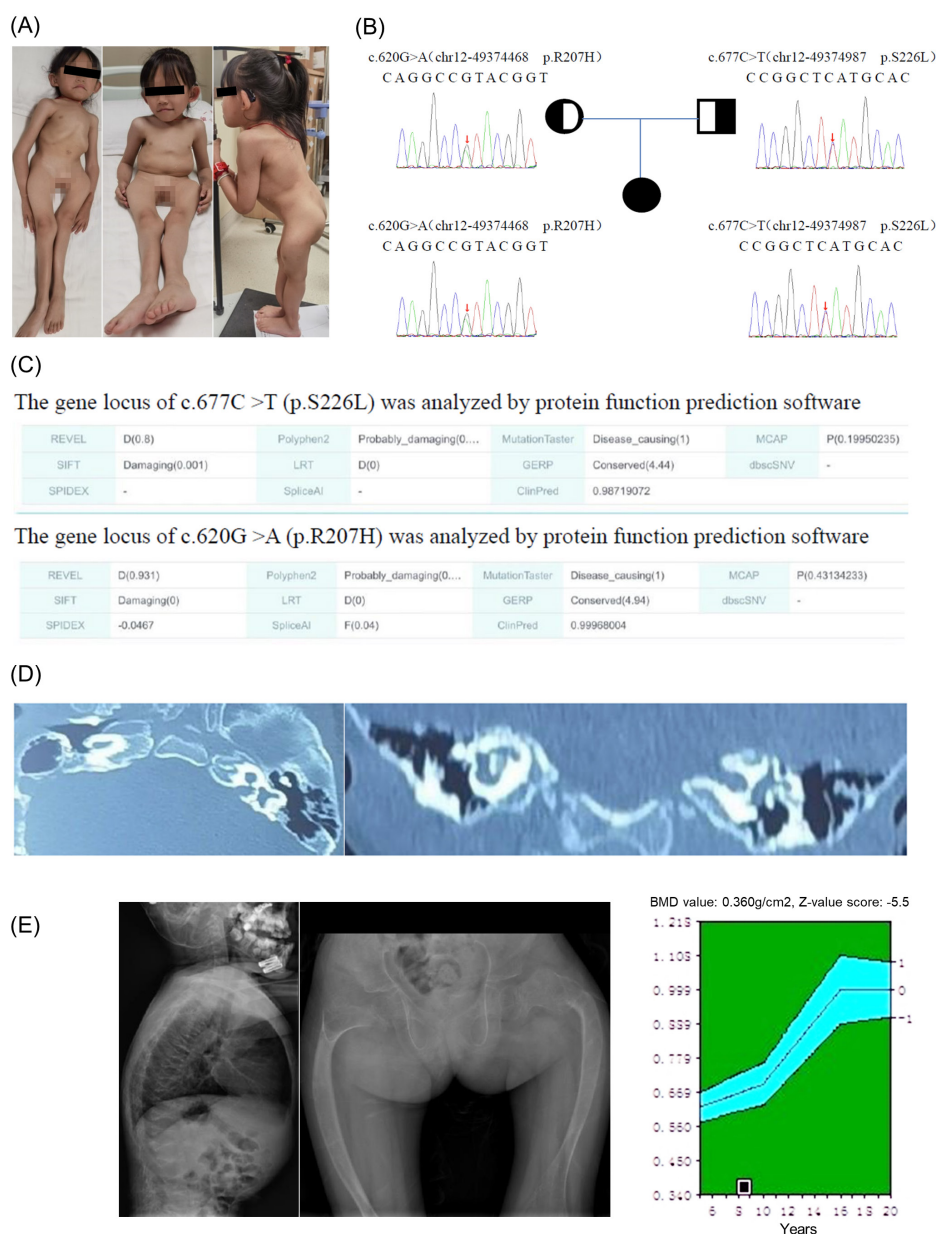 (A)
(B)
c.620G>A(chr12-49374468 p.R207H)
CAGGCCGTACGGT
c.677C>T(chr12-49374987 p.S226L)
CCGGCTCATGCAC
c.620G>A(chr12-49374468 p.R207H)
CAGGCCGTACGGT
c.677C>T(chr12-49374987 p.S226L)
CCGGCTCATGCAC
(C)
The gene locus of c.677C >T (p.S226L) was analyzed by protein function prediction software
REVEL D(0.8) Polyphen2 Probably_damaging(0.... MutationTaster Disease_causing(1) MCAP P(0.19950235)
SIFT Damaging(0.001) LRT D(0) GERP Conserved(4.44) dbscSNV -
SPIDEX - SpliceAI - ClinPred 0.98719072
The gene locus of c.620G >A (p.R207H) was analyzed by protein function prediction software
REVEL D(0.931) Polyphen2 Probably_damaging(0.... MutationTaster Disease_causing(1) MCAP P(0.43134233)
SIFT Damaging(0) LRT D(0) GERP Conserved(4.94) dbscSNV -
SPIDEX -0.0467 SpliceAI F(0.04) ClinPred 0.99968004
(D)
(E)
BMD value: 0.360g/cm2, Z-value score: -5.5
1.218
1.108
0.999
0.889
0.779
0.669
0.560
0.450
0.340
1
0
-1
6 8 10 12 14 16 18 20
Years